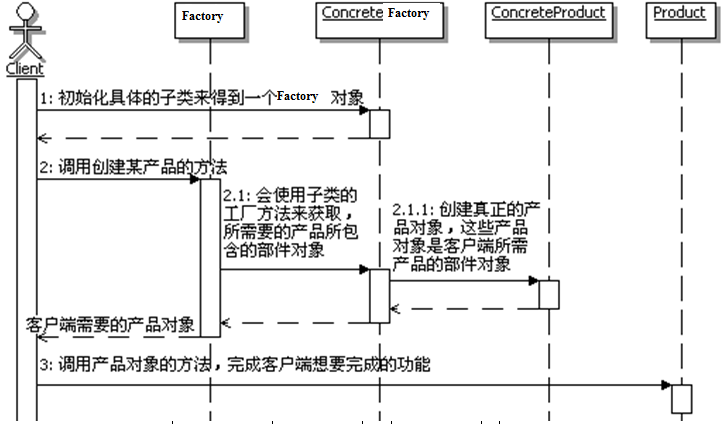 Factory
Concrete Factory
ConcreteProduct
Product
Client
1: 初始化具体的子类来得到一个Factory 对象
2: 调用创建某产品的方法
2.1: 会使用子类的
工厂方法来获取，
所需要的产品所包
含的部件对象
2.1.1: 创建真正的产
品对象，这些产品
对象是客户端所需
产品的部件对象
客户端需要的产品对象
3: 调用产品对象的方法，完成客户端想要完成的功能